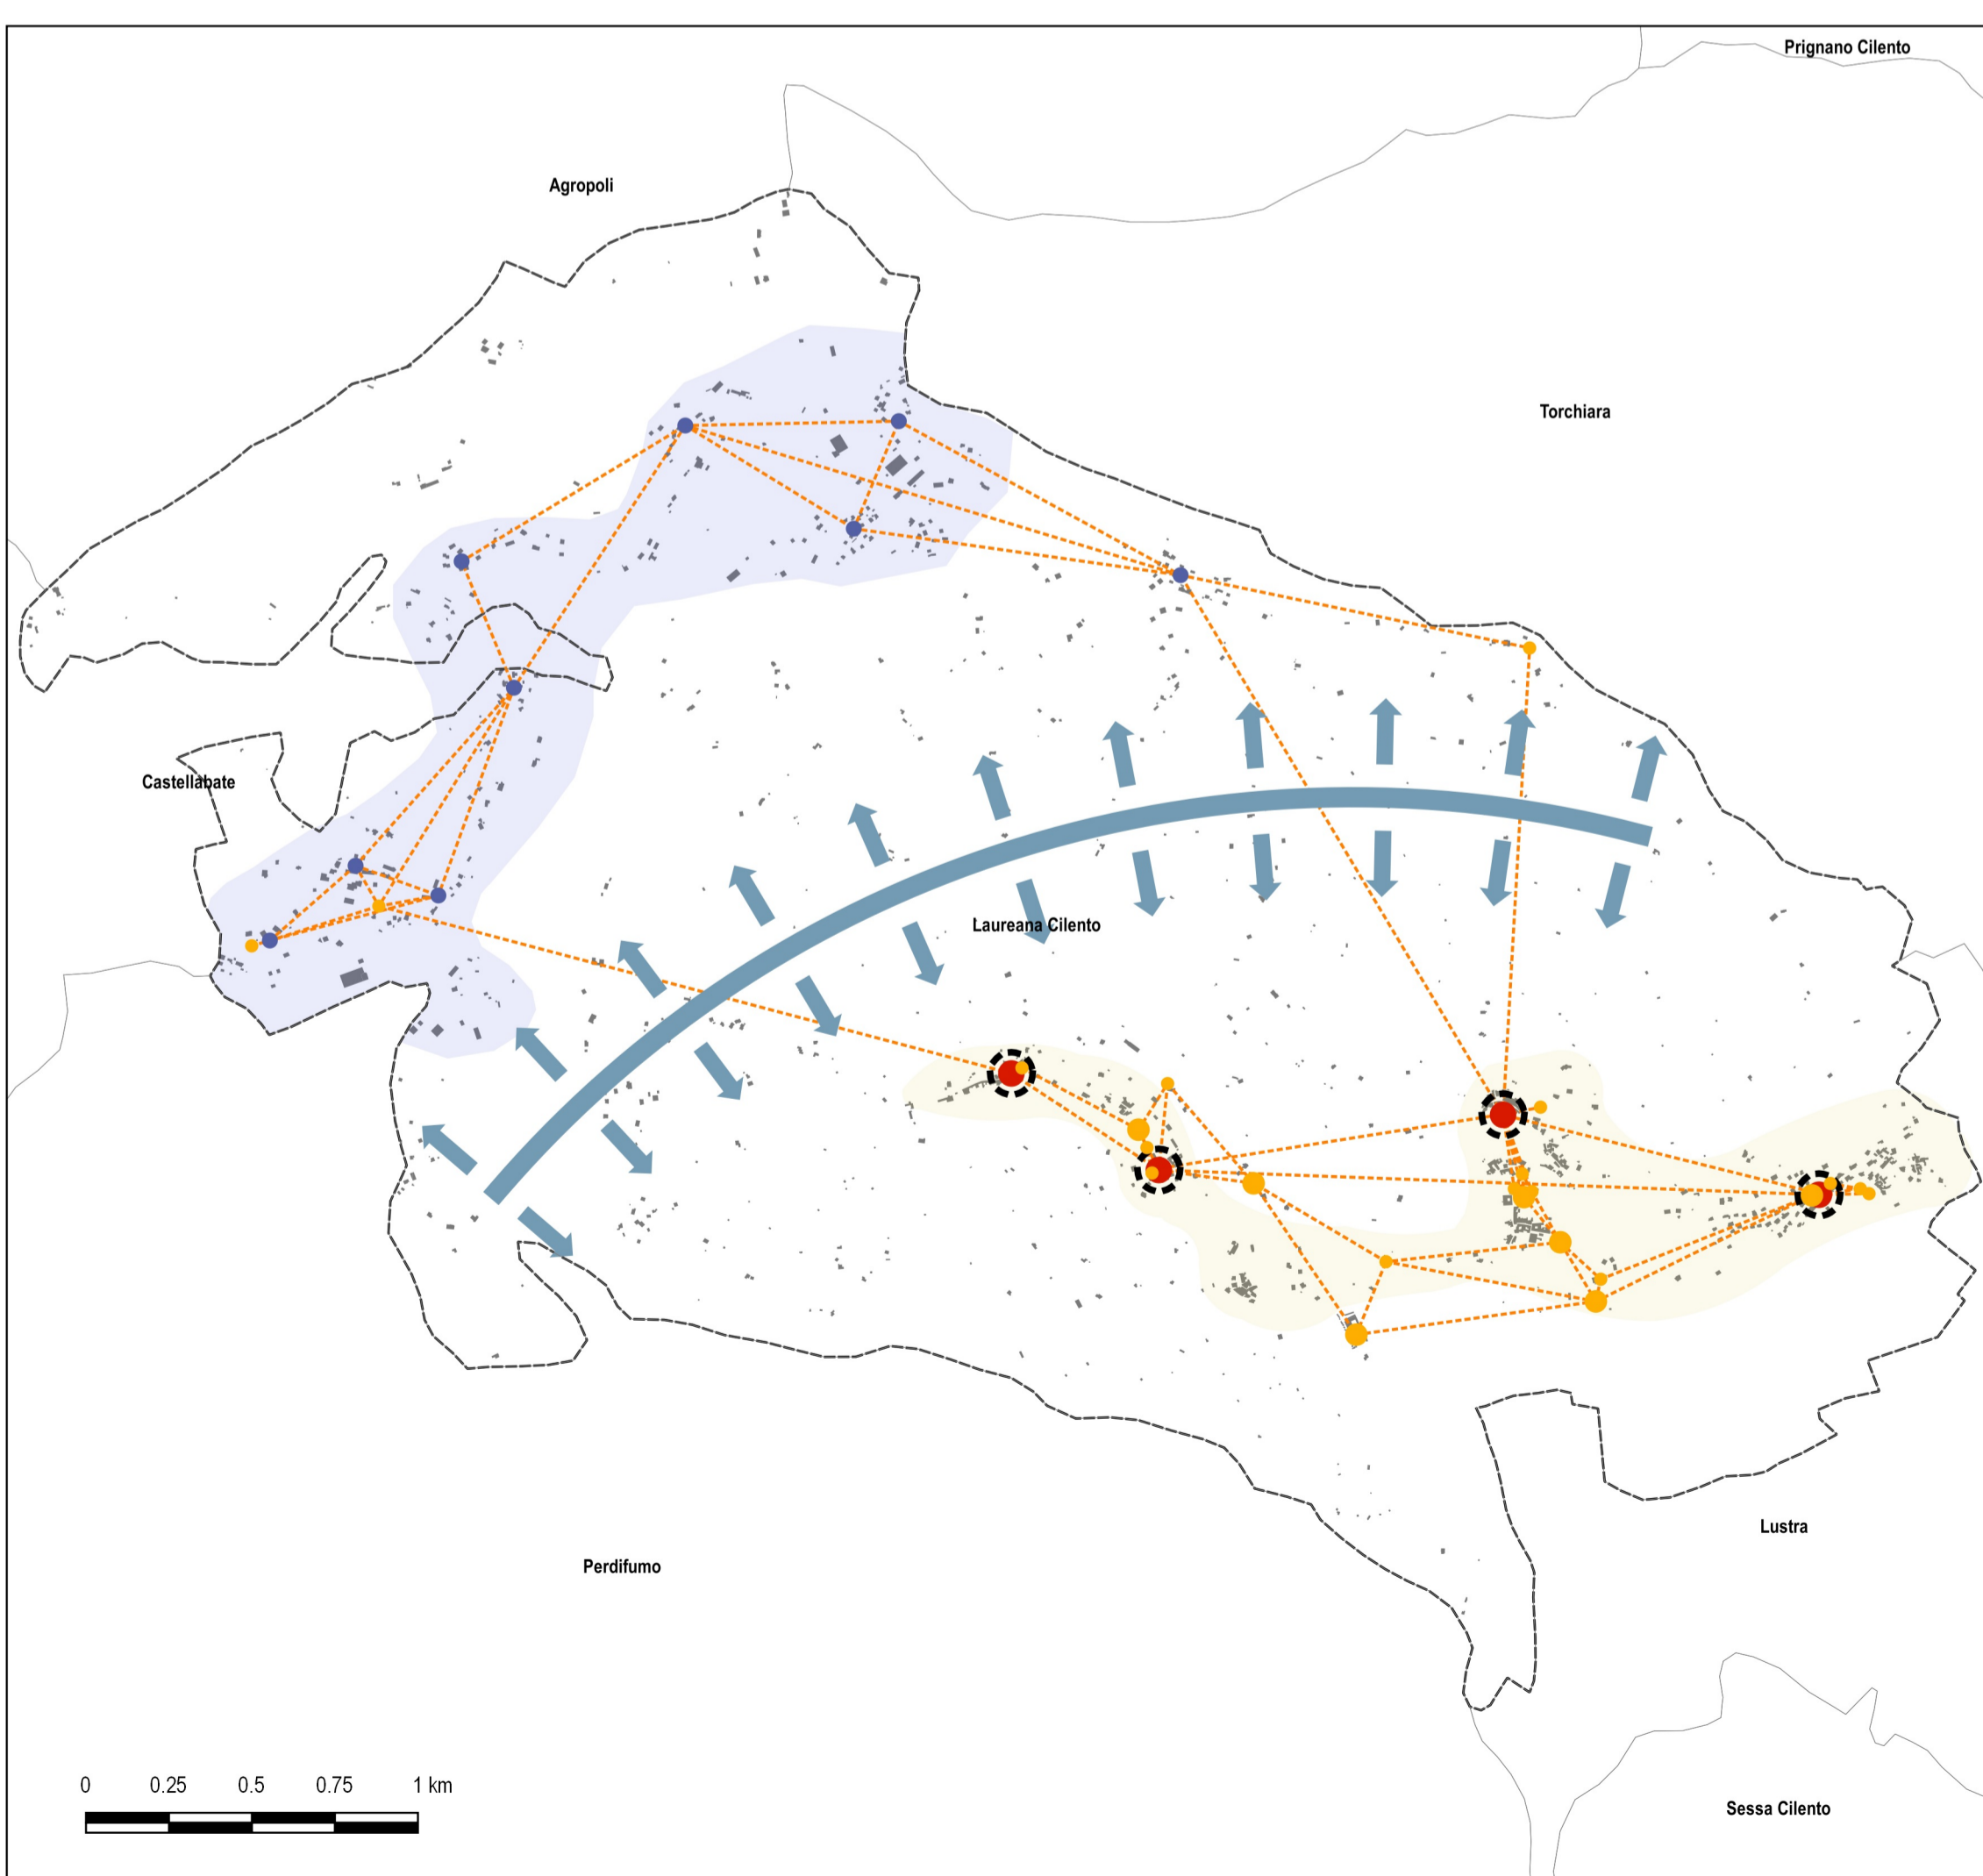 Prignano Cilento
Agropoli
Torchiara
Castellabate
Laureana Cilento
Lustra
Perdifumo
0 0.25 0.5 0.75 1 km
Sessa Cilento